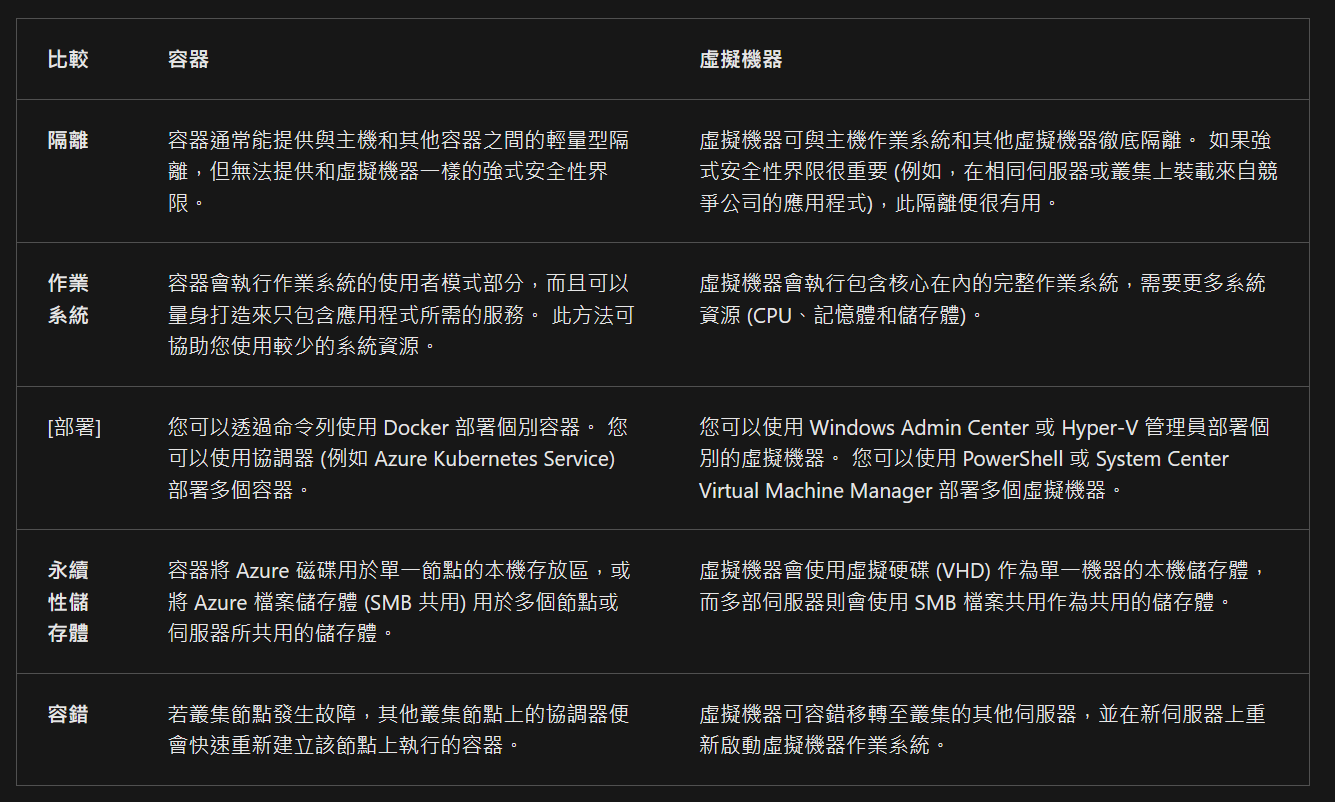 比較
容器
虛擬機器
隔離
容器通常能提供與主機和其他容器之間的輕量型隔
離，但無法提供和虛擬機器一樣的強式安全性界
限。
虛擬機器可與主機作業系統和其他虛擬機器徹底隔離。 如果強
式安全性界限很重要 (例如，在相同伺服器或叢集上裝載來自競
爭公司的應用程式)，此隔離便很有用。
作業
系統
容器會執行作業系統的使用者模式部分，而且可以
量身打造來只包含應用程式所需的服務。 此方法可
協助您使用較少的系統資源。
虛擬機器會執行包含核心在內的完整作業系統，需要更多系統
資源 (CPU、記憶體和儲存體)。
[部署]
您可以透過命令列使用 Docker 部署個別容器。 您
可以使用協調器 (例如 Azure Kubernetes Service)
部署多個容器。
您可以使用 Windows Admin Center 或 Hyper-V 管理員部署個
別的虛擬機器。 您可以使用 PowerShell 或 System Center
Virtual Machine Manager 部署多個虛擬機器。
永續
性儲
存體
容器將 Azure 磁碟用於單一節點的本機存放區，或
將 Azure 檔案儲存體 (SMB 共用) 用於多個節點或
伺服器所共用的儲存體。
虛擬機器會使用虛擬硬碟 (VHD) 作為單一機器的本機儲存體，
而多部伺服器則會使用 SMB 檔案共用作為共用的儲存體。
容錯
若叢集節點發生故障，其他叢集節點上的協調器便
會快速重新建立該節點上執行的容器。
虛擬機器可容錯移轉至叢集的其他伺服器，並在新伺服器上重
新啟動虛擬機器作業系統。